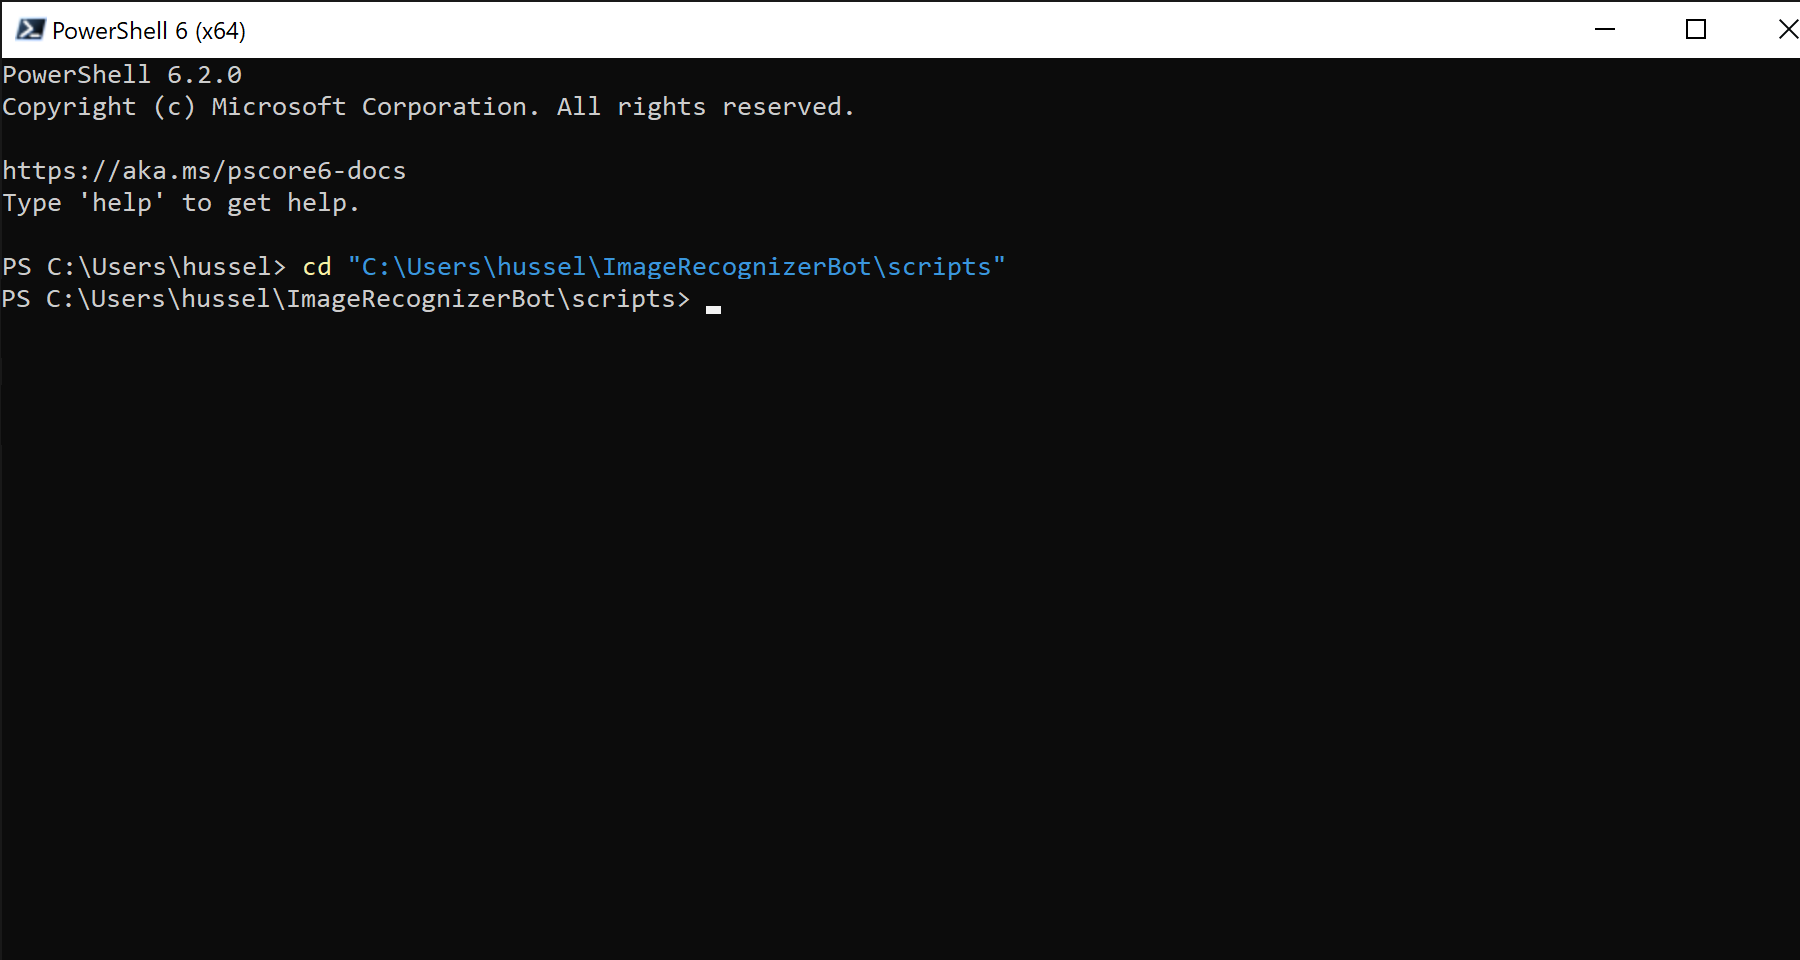 PowerShell 6 (x64)
PowerShell 6.2.0
Copyright (c) Microsoft Corporation. All rights reserved.
https://aka.ms/pscore6-docs
Type 'help' to get help.
PS C:\Users\hussel> cd "C:\Users\hussel\ImageRecognizerBot\scripts"
PS C:\Users\hussel\ImageRecognizerBot\scripts>